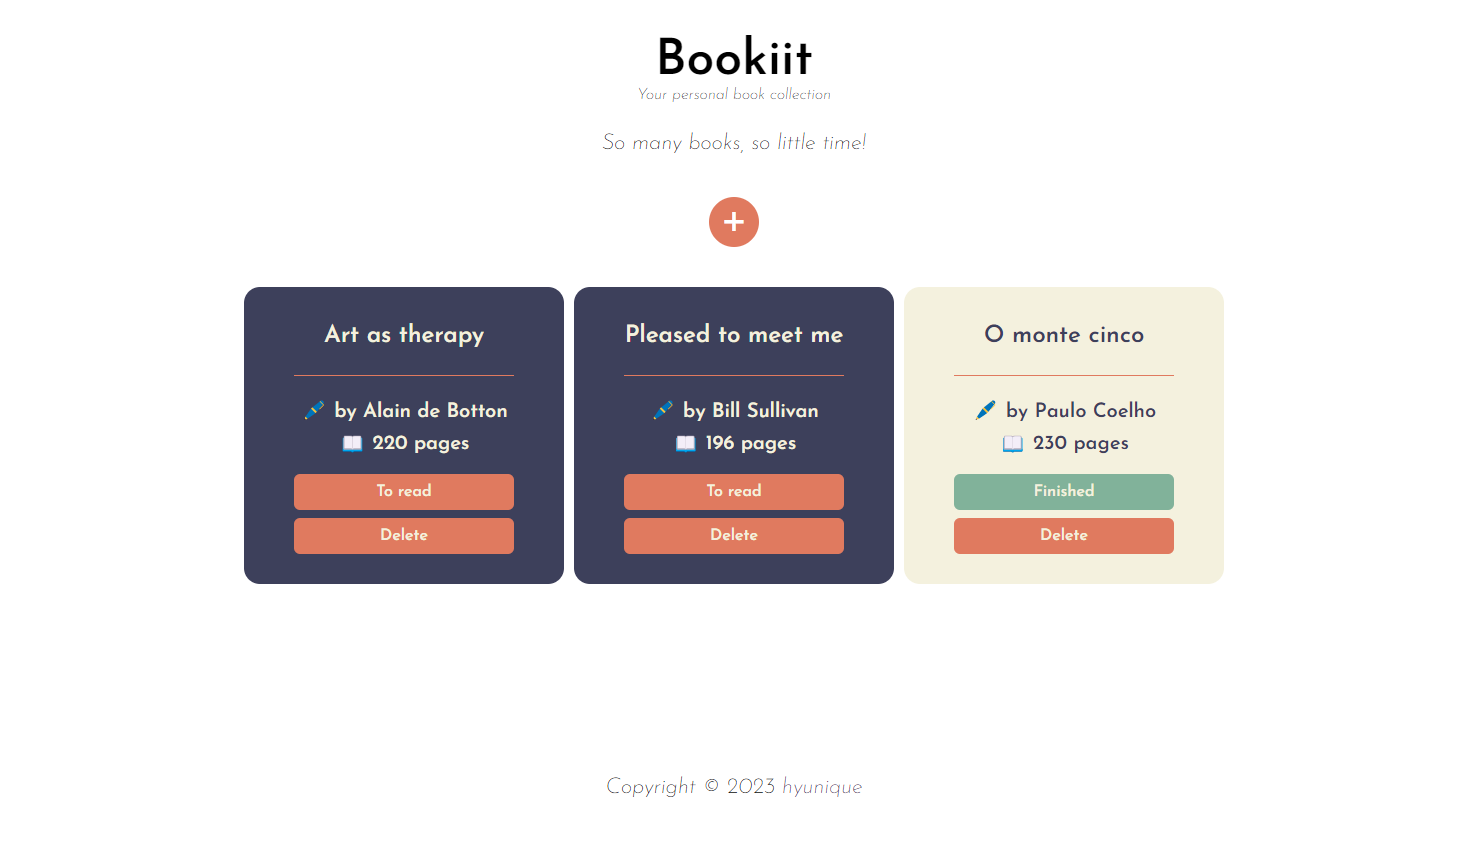 Bookiit
Your personal book collection
So many books, so little time!
+
Art as therapy
by Alain de Botton
220 pages
To read
Delete
Pleased to meet me
by Bill Sullivan
196 pages
To read
Delete
O monte cinco
by Paulo Coelho
230 pages
Finished
Delete
Copyright © 2023 hyunique